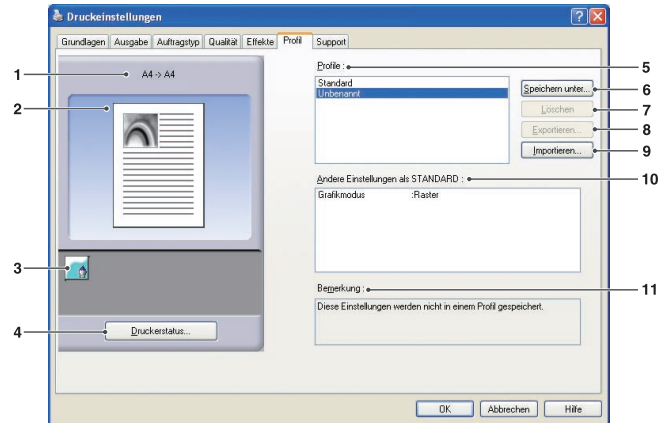 Druckeinstellungen
Grundlagen Ausgabe Auftragstyp Qualität Effekte Profil Support
1
A4 -> A4
2
3
4
Druckerstatus...
Profile :
5
Standard
Unbenannt
Speichern unter...
6
Löschen
7
Exportieren...
8
Importieren...
9
Andere Einstellungen als STANDARD :
10
Grafikmodus :Raster
Bemerkung :
11
Diese Einstellungen werden nicht in einem Profil gespeichert.
OK Abbrechen Hilfe